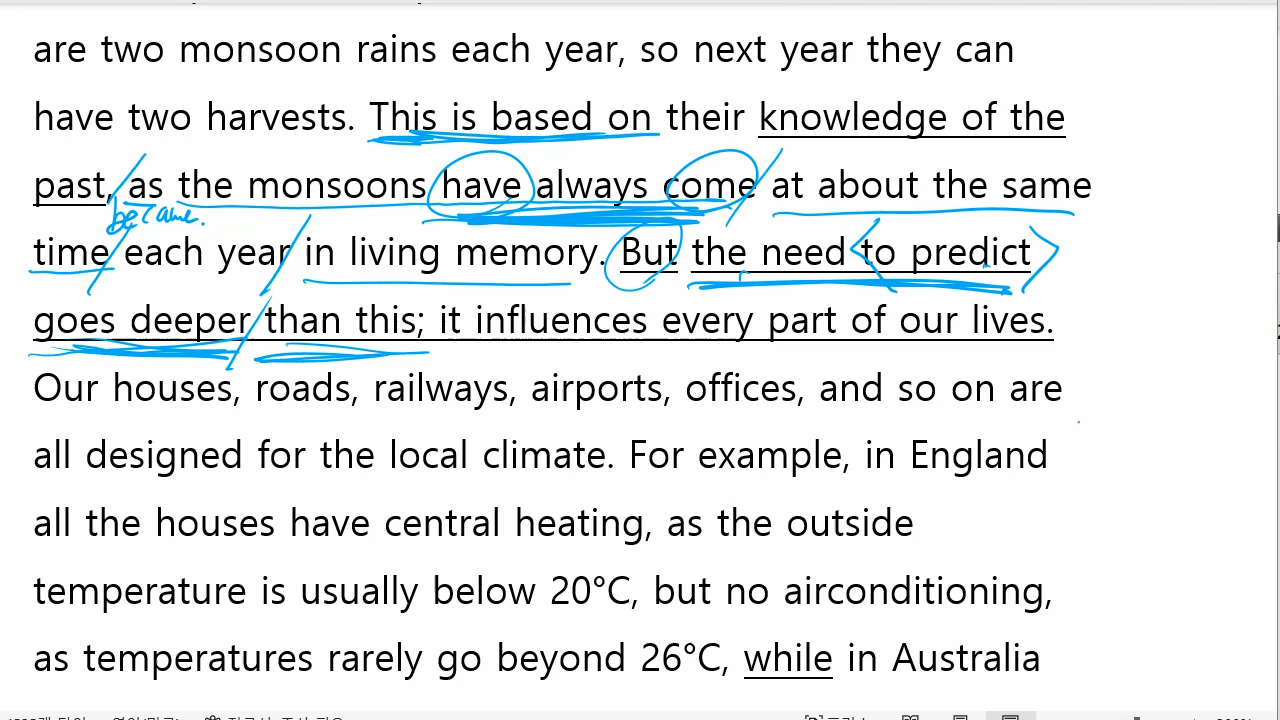 are two monsoon rains each year, so next year they can
have two harvests. This is based on their knowledge of the
past, as the monsoons have always come at about the same
because.
time each year in living memory. But the need to predict
goes deeper than this; it influences every part of our lives.
Our houses, roads, railways, airports, offices, and so on are
all designed for the local climate. For example, in England
all the houses have central heating, as the outside
temperature is usually below 20°C, but no airconditioning,
as temperatures rarely go beyond 26°C, while in Australia